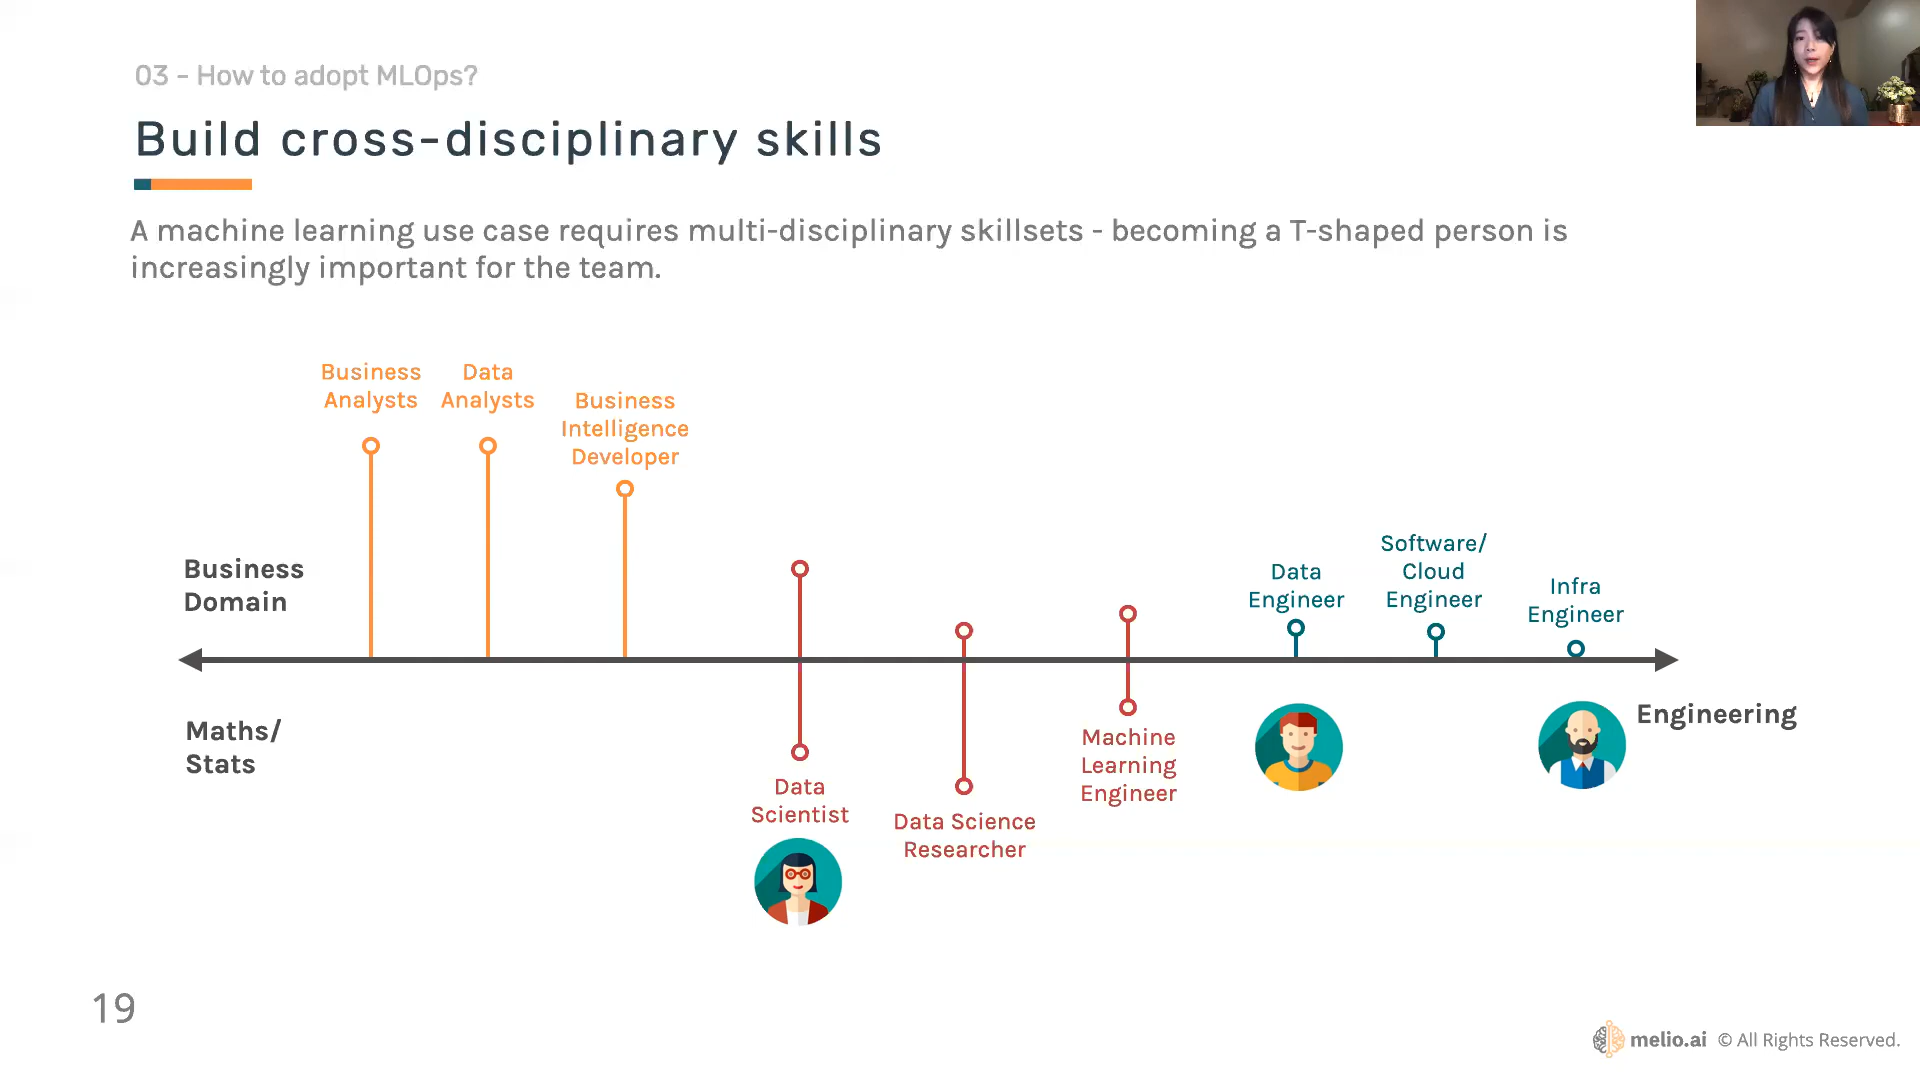 03 - How to adopt MLOps?
Build cross-disciplinary skills
A machine learning use case requires multi-disciplinary skillsets - becoming a T-shaped person is
increasingly important for the team.
Business
Analysts
Data
Analysts
Business
Intelligence
Developer
Business
Domain
Data
Engineer
Software/
Cloud
Engineer
Infra
Engineer
Maths/
Stats
Engineering
Data
Scientist
Data Science
Researcher
Machine
Learning
Engineer
19
melio.ai © All Rights Reserved.